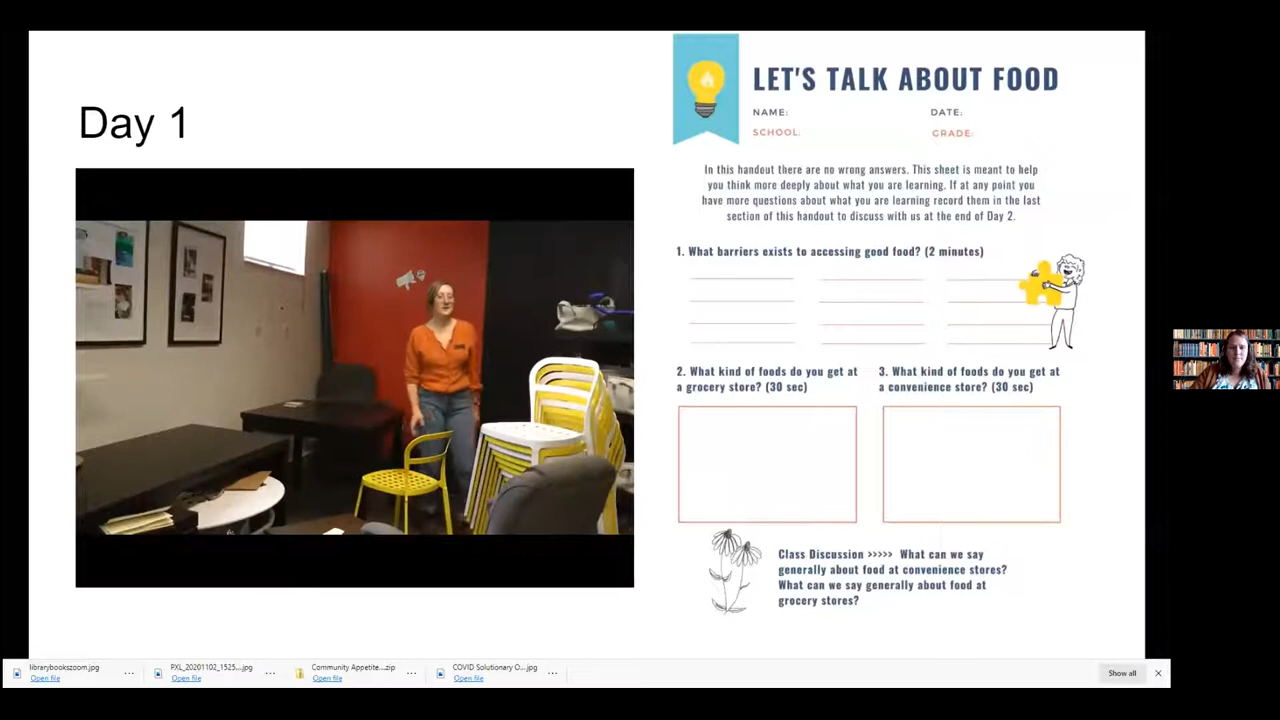 Day 1
LET'S TALK ABOUT FOOD
NAME:
DATE:
SCHOOL:
GRADE:
In this handout there are no wrong answers. This sheet is meant to help
you think more deeply about what you are learning. If at any point you
have more questions about what you are learning record them in the last
section of this handout to discuss with us at the end of Day 2.
1. What barriers exists to accessing good food? (2 minutes)
2. What kind of foods do you get at
a grocery store? (30 sec)
3. What kind of foods do you get at
a convenience store? (30 sec)
Class Discussion >>>>> What can we say
generally about food at convenience stores?
What can we say generally about food at
grocery stores?
librarybookszoom.jpg
Open file
PXL_20201102_1525....jpg
Open file
Community Appetite....zip
Open file
COVID Solutionary O....jpg
Open file
Show all